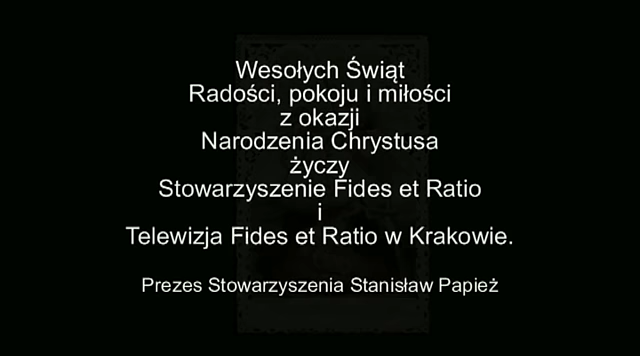 Wesołych Świąt
Radości, pokoju i miłości
z okazji
Narodzenia Chrystusa
życzy
Stowarzyszenie Fides et Ratio
i
Telewizja Fides et Ratio w Krakowie.
Prezes Stowarzyszenia Stanisław Papież